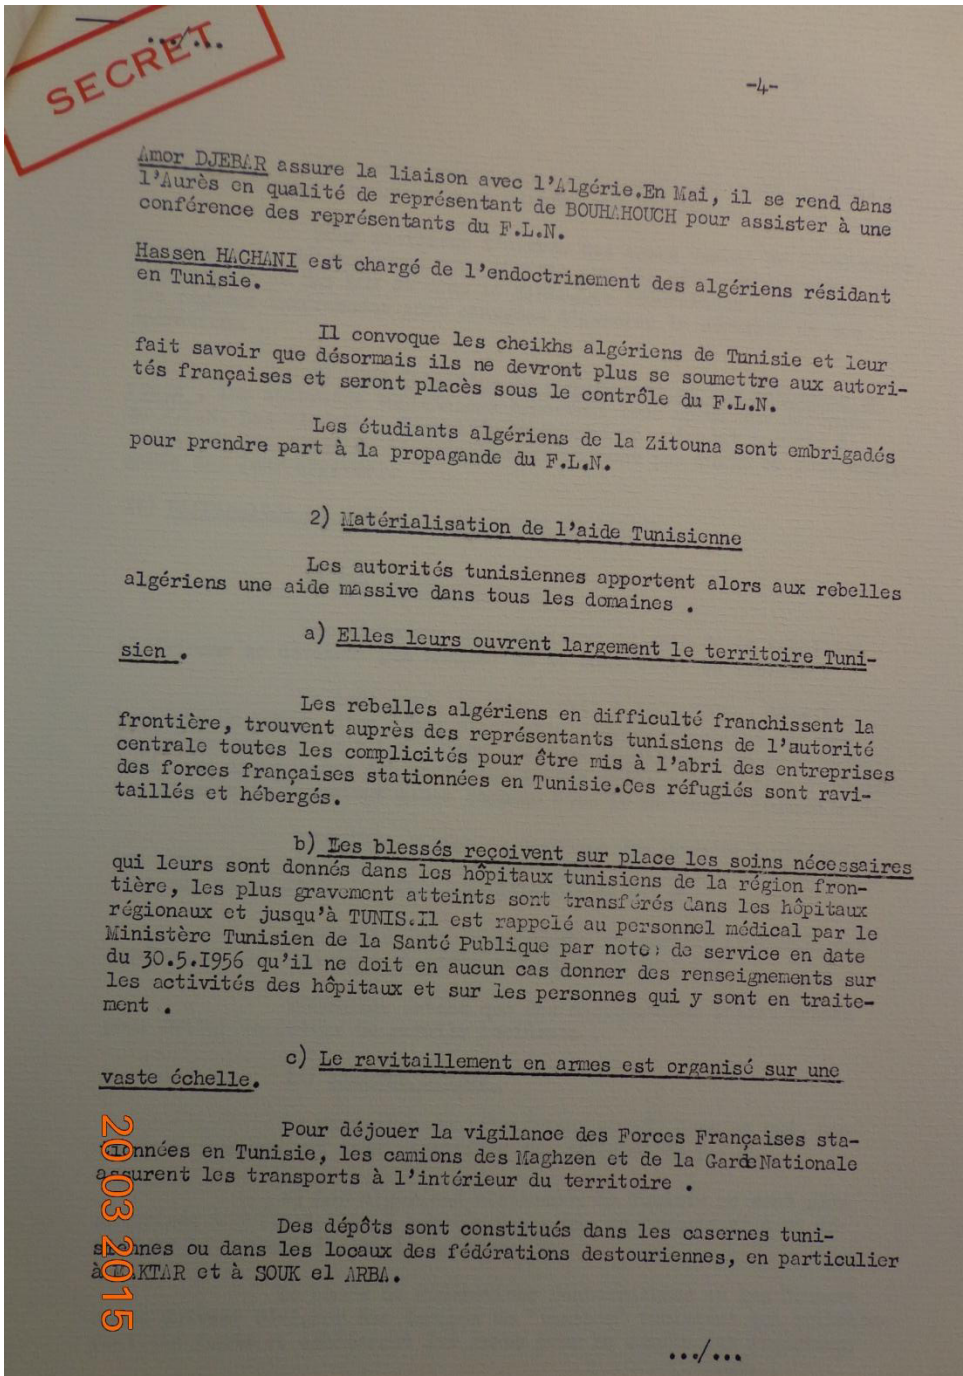 .../...
SECRET
-4-
Amor DJEBAR assure la liaison avec l'Algérie.En Mai, il se rend dans
l'Aurès en qualité de représentant de BOUHAHOUCH pour assister à une
conférence des représentants du F.L.N.
Hassen HACHANI est chargé de l'endoctrinement des algériens résidant
en Tunisie.
Il convoque les cheikhs algériens de Tunisie et leur
fait savoir que désormais ils ne devront plus se soumettre aux autori-
tés françaises et seront placès sous le contrôle du F.L.N.
Les étudiants algériens de la Zitouna sont embrigadés
pour prendre part à la propagande du F.L.N.
2) Matérialisation de l'aide Tunisienne
Les autorités tunisiennes apportent alors aux rebelles
algériens une aide massive dans tous les domaines .
a) Elles leurs ouvrent largement le territoire Tuni-
sien .
Les rebelles algériens en difficulté franchissent la
frontière, trouvent auprès des représentants tunisiens de l'autorité
centrale toutes les complicités pour être mis à l'abri des entreprises
des forces françaises stationnées en Tunisie.Ces réfugiés sont ravi-
taillés et hébergés.
b) Les blessés reçoivent sur place les soins nécessaires
qui leurs sont donnés dans les hôpitaux tunisiens de la région fron-
tière, les plus gravement atteints sont transférés dans les hôpitaux
régionaux et jusqu'à TUNIS.Il est rappelé au personnel médical par le
Ministère Tunisien de la Santé Publique par note: de service en date
du 30.5.I956 qu'il ne doit en aucun cas donner des renseignements sur
les activités des hôpitaux et sur les personnes qui y sont en traite-
ment .
c) Le ravitaillement en armes est organisé sur une
vaste échelle.
Pour déjouer la vigilance des Forces Françaises sta-
tionnées en Tunisie, les camions des Maghzen et de la Garde Nationale
assurent les transports à l'intérieur du territoire .
Des dépôts sont constitués dans les casernes tuni-
siennes ou dans les locaux des fédérations destouriennes, en particulier
à MAKTAR et à SOUK el ARBA.
.../...
20 03 2015